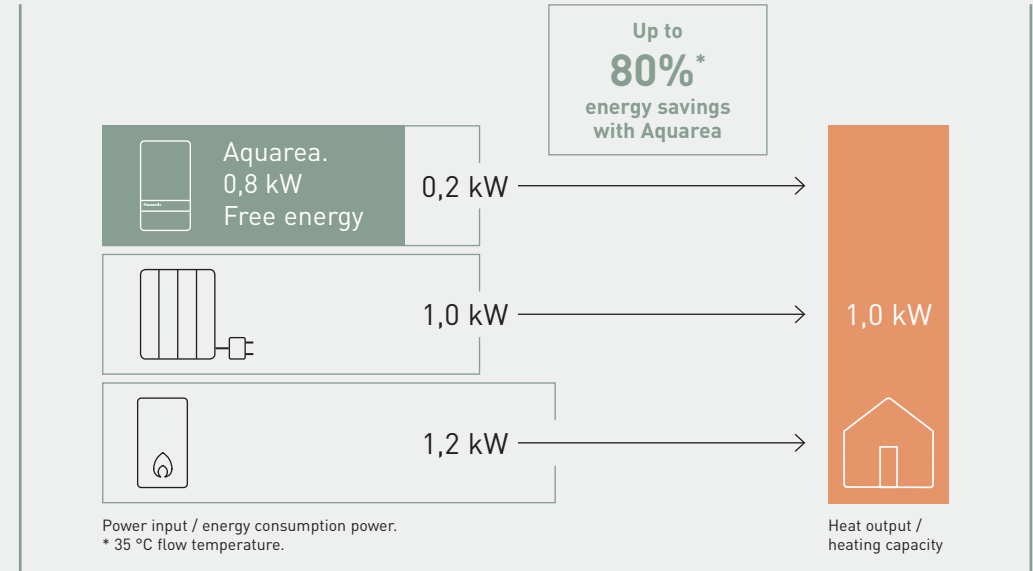 Up to
80%*
energy savings
with Aquarea
Aquarea.
0,8 kW
Free energy
0,2 kW
1,0 kW
1,0 kW
1,2 kW
Power input / energy consumption power.
* 35 °C flow temperature.
Heat output /
heating capacity